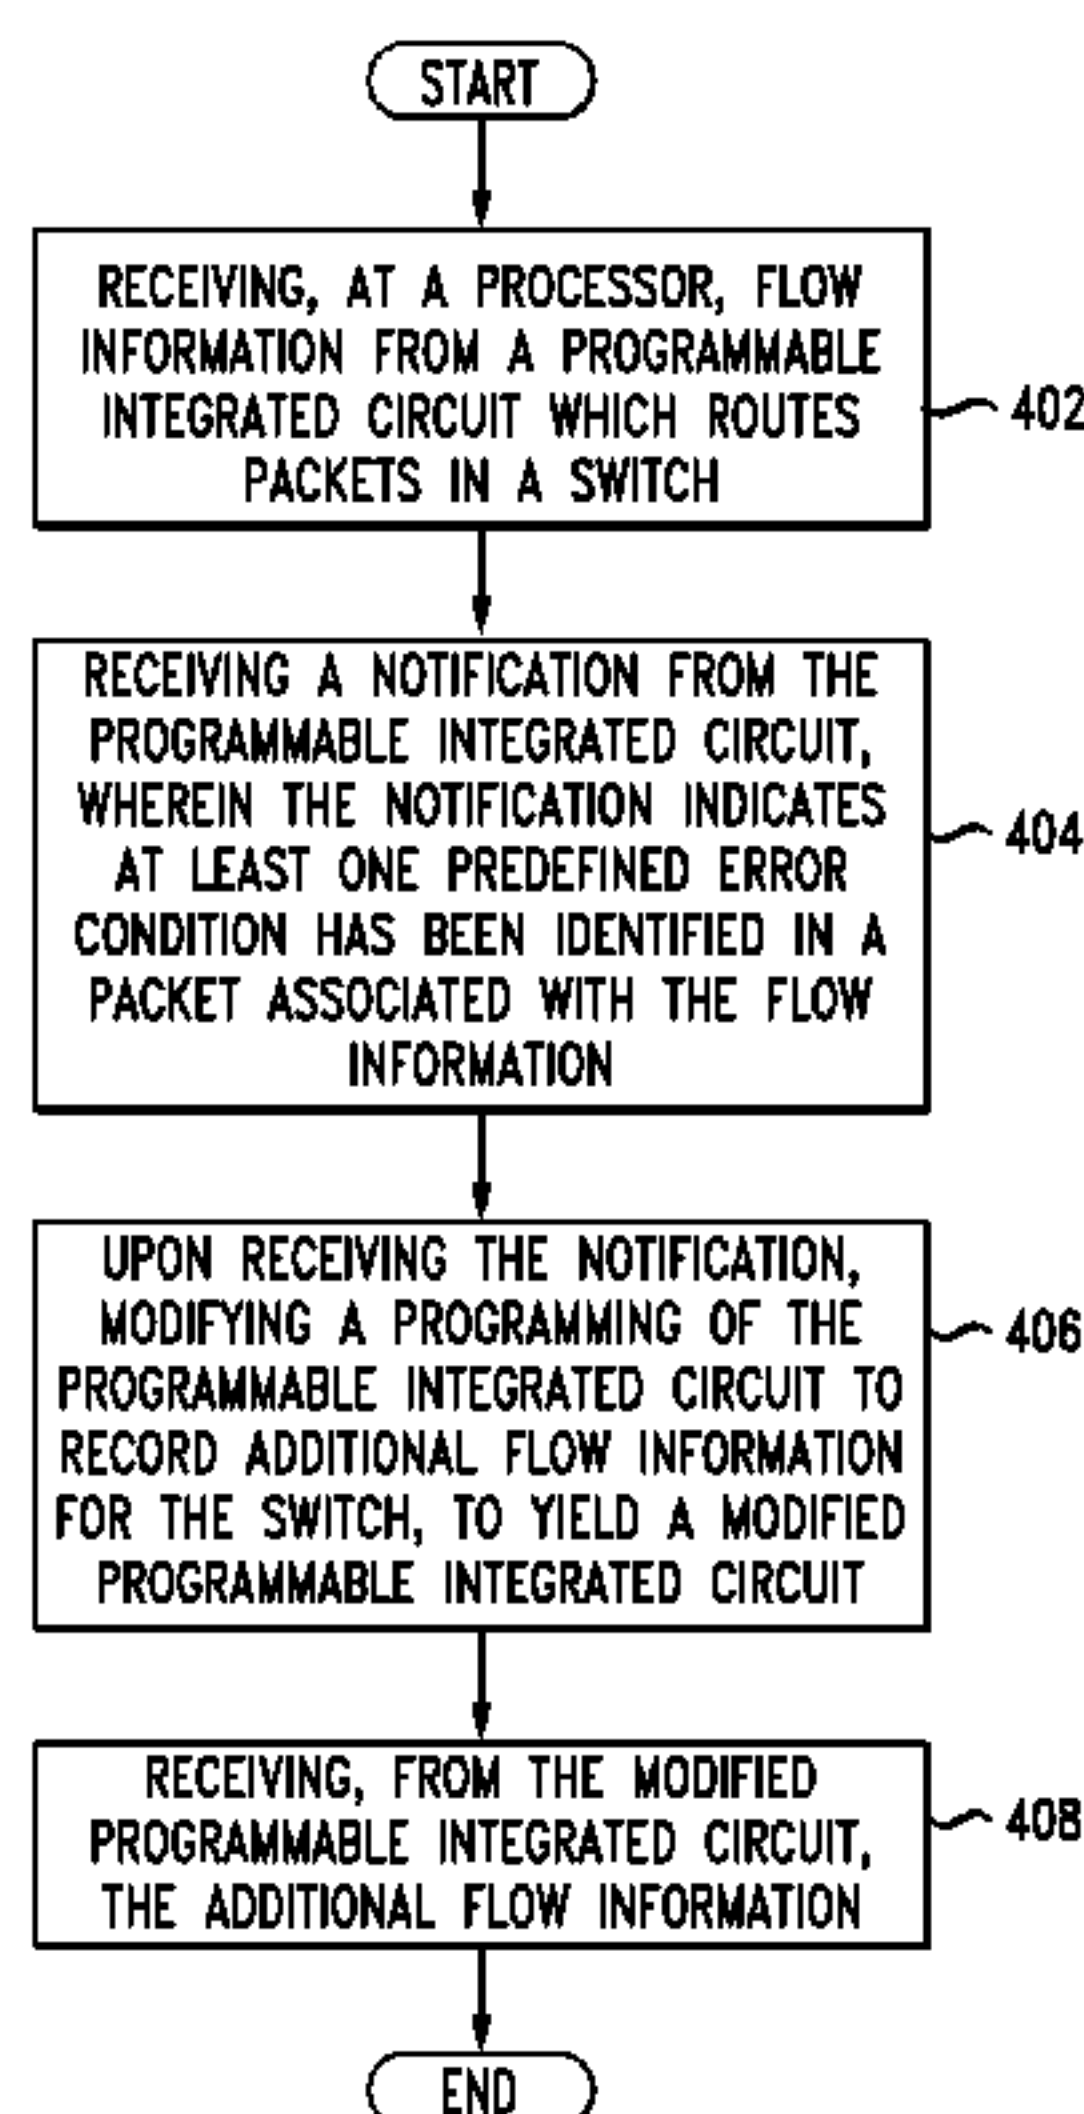 START
RECEIVING, AT A PROCESSOR, FLOW
INFORMATION FROM A PROGRAMMABLE
INTEGRATED CIRCUIT WHICH ROUTES
PACKETS IN A SWITCH
402
RECEIVING A NOTIFICATION FROM THE
PROGRAMMABLE INTEGRATED CIRCUIT,
WHEREIN THE NOTIFICATION INDICATES
AT LEAST ONE PREDEFINED ERROR
CONDITION HAS BEEN IDENTIFIED IN A
PACKET ASSOCIATED WITH THE FLOW
INFORMATION
404
UPON RECEIVING THE NOTIFICATION,
MODIFYING A PROGRAMMING OF THE
PROGRAMMABLE INTEGRATED CIRCUIT TO
RECORD ADDITIONAL FLOW INFORMATION
FOR THE SWITCH, TO YIELD A MODIFIED
PROGRAMMABLE INTEGRATED CIRCUIT
406
RECEIVING, FROM THE MODIFIED
PROGRAMMABLE INTEGRATED CIRCUIT,
THE ADDITIONAL FLOW INFORMATION
408
END